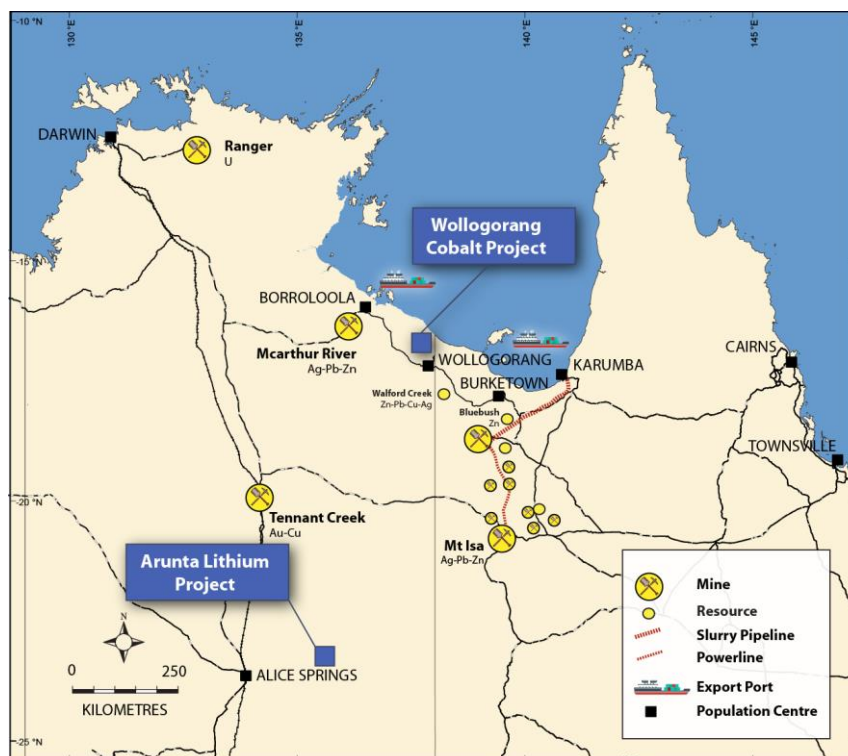 130°E
135°E
140°E
145°E
-10°N
DARWIN
Ranger
U
Wollogorang
Cobalt Project
-15°N
BORROLOOLA
Mcarthur River
Ag-Pb-Zn
WOLLOGORANG
KARUMBA
CAIRNS
Walford Creek
Zn-Pb-Cu-Ag
BURKETOWN
Bluebush
Zn
TOWNSVILLE
-20°N
Tennant Creek
Au-Cu
Mt Isa
Ag-Pb-Zn
Arunta Lithium
Project
N
0 250
KILOMETRES
ALICE SPRINGS
-25°N
Mine
Resource
Slurry Pipeline
Powerline
Export Port
Population Centre